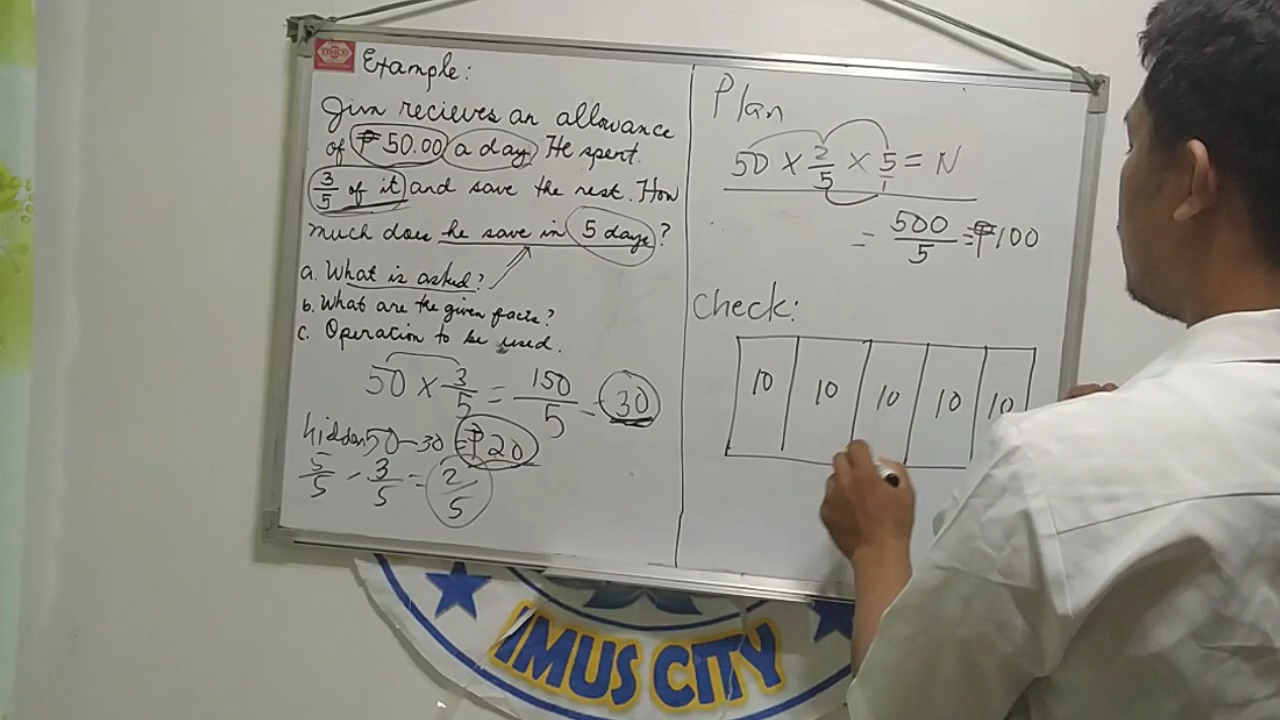 Example:
Jim recieves an allowance
of ₱50.00 a day. He spent
3/5 of it and save the rest. How
much does he save in 5 days?
a. What is asked?
b. What are the given facts?
c. Operation to be used.
50 × 3/5 = 150/5 = 30
hidden 50 - 30 = ₱20
5/5 - 3/5 = 2/5
Plan
50 × 2/5 × 5/1 = N
= 500/5 = ₱100
Check:
10 10 10 10 10
IMUS CITY